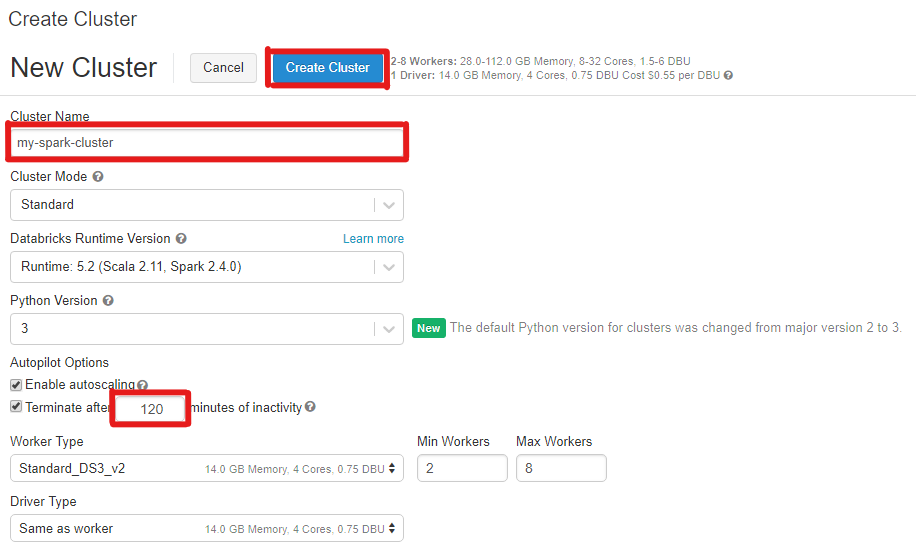 Create Cluster
New Cluster
Cancel
Create Cluster
2-8 Workers: 28.0-112.0 GB Memory, 8-32 Cores, 1.5-6 DBU
1 Driver: 14.0 GB Memory, 4 Cores, 0.75 DBU Cost $0.55 per DBU ?
Cluster Name
my-spark-cluster
Cluster Mode ?
Standard
Databricks Runtime Version ? Learn more
Runtime: 5.2 (Scala 2.11, Spark 2.4.0)
Python Version ?
3
New The default Python version for clusters was changed from major version 2 to 3.
Autopilot Options
Enable autoscaling ?
Terminate after 120 minutes of inactivity ?
Worker Type Min Workers Max Workers
Standard_DS3_v2 14.0 GB Memory, 4 Cores, 0.75 DBU 2 8
Driver Type
Same as worker 14.0 GB Memory, 4 Cores, 0.75 DBU